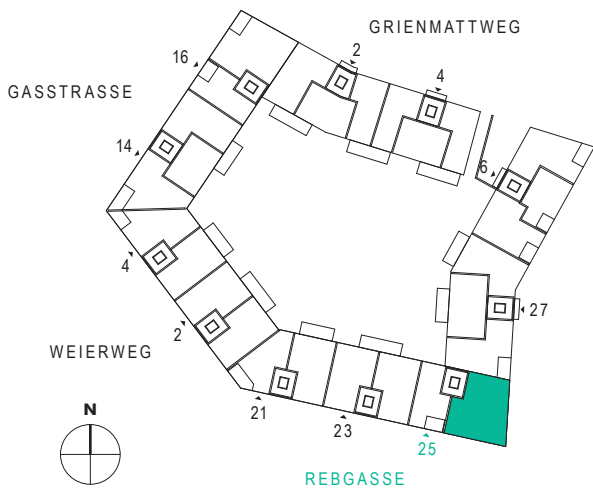 GRIENMATTWEG
2
16
4
GASSTRASSE
14
6
4
27
2
WEIERWEG
21
23
25
N
REBGASSE